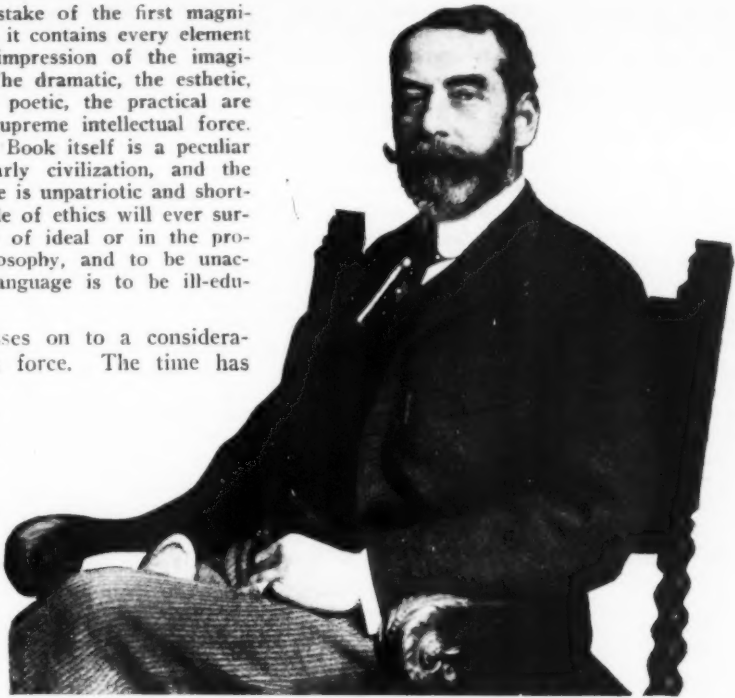 stake of the first magni-
it contains every element
impression of the imagi-
he dramatic, the esthetic,
poetic, the practical are
supreme intellectual force.
Book itself is a peculiar
arly civilization, and the
e is unpatriotic and short-
le of ethics will ever sur-
of ideal or in the pro-
osophy, and to be unac-
anguage is to be ill-edu-
ses on to a considera-
force. The time has